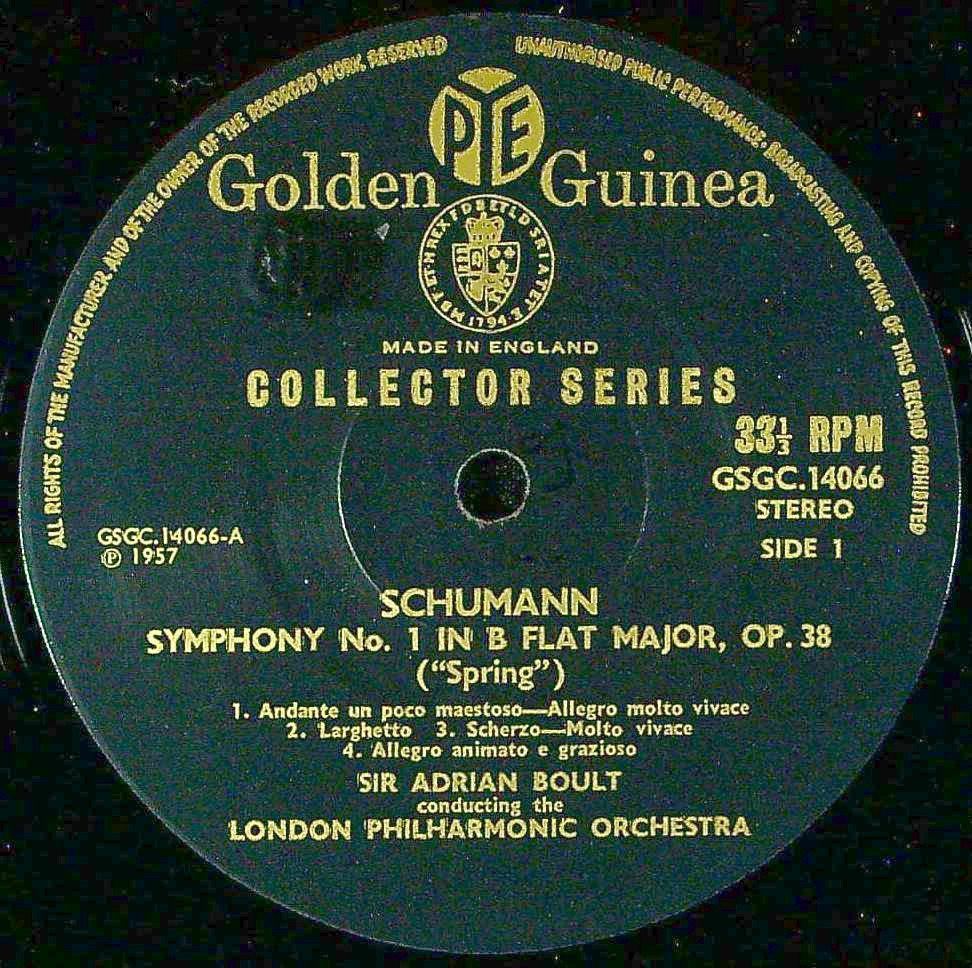 ALL RIGHTS OF THE MANUFACTURER AND OF THE OWNER OF THE RECORDED WORK RESERVED
UNAUTHORISED PUBLIC PERFORMANCE, BROADCASTING AND COPYING OF THIS RECORD PROHIBITED
PYE
Golden Guinea
1794
MADE IN ENGLAND
COLLECTOR SERIES
33⅓ RPM
GSGC.14066
STEREO
SIDE 1
GSGC.14066-A
℗ 1957
SCHUMANN
SYMPHONY No. 1 IN B FLAT MAJOR, OP. 38
(“Spring”)
1. Andante un poco maestoso—Allegro molto vivace
2. Larghetto 3. Scherzo—Molto vivace
4. Allegro animato e grazioso
SIR ADRIAN BOULT
conducting the
LONDON PHILHARMONIC ORCHESTRA